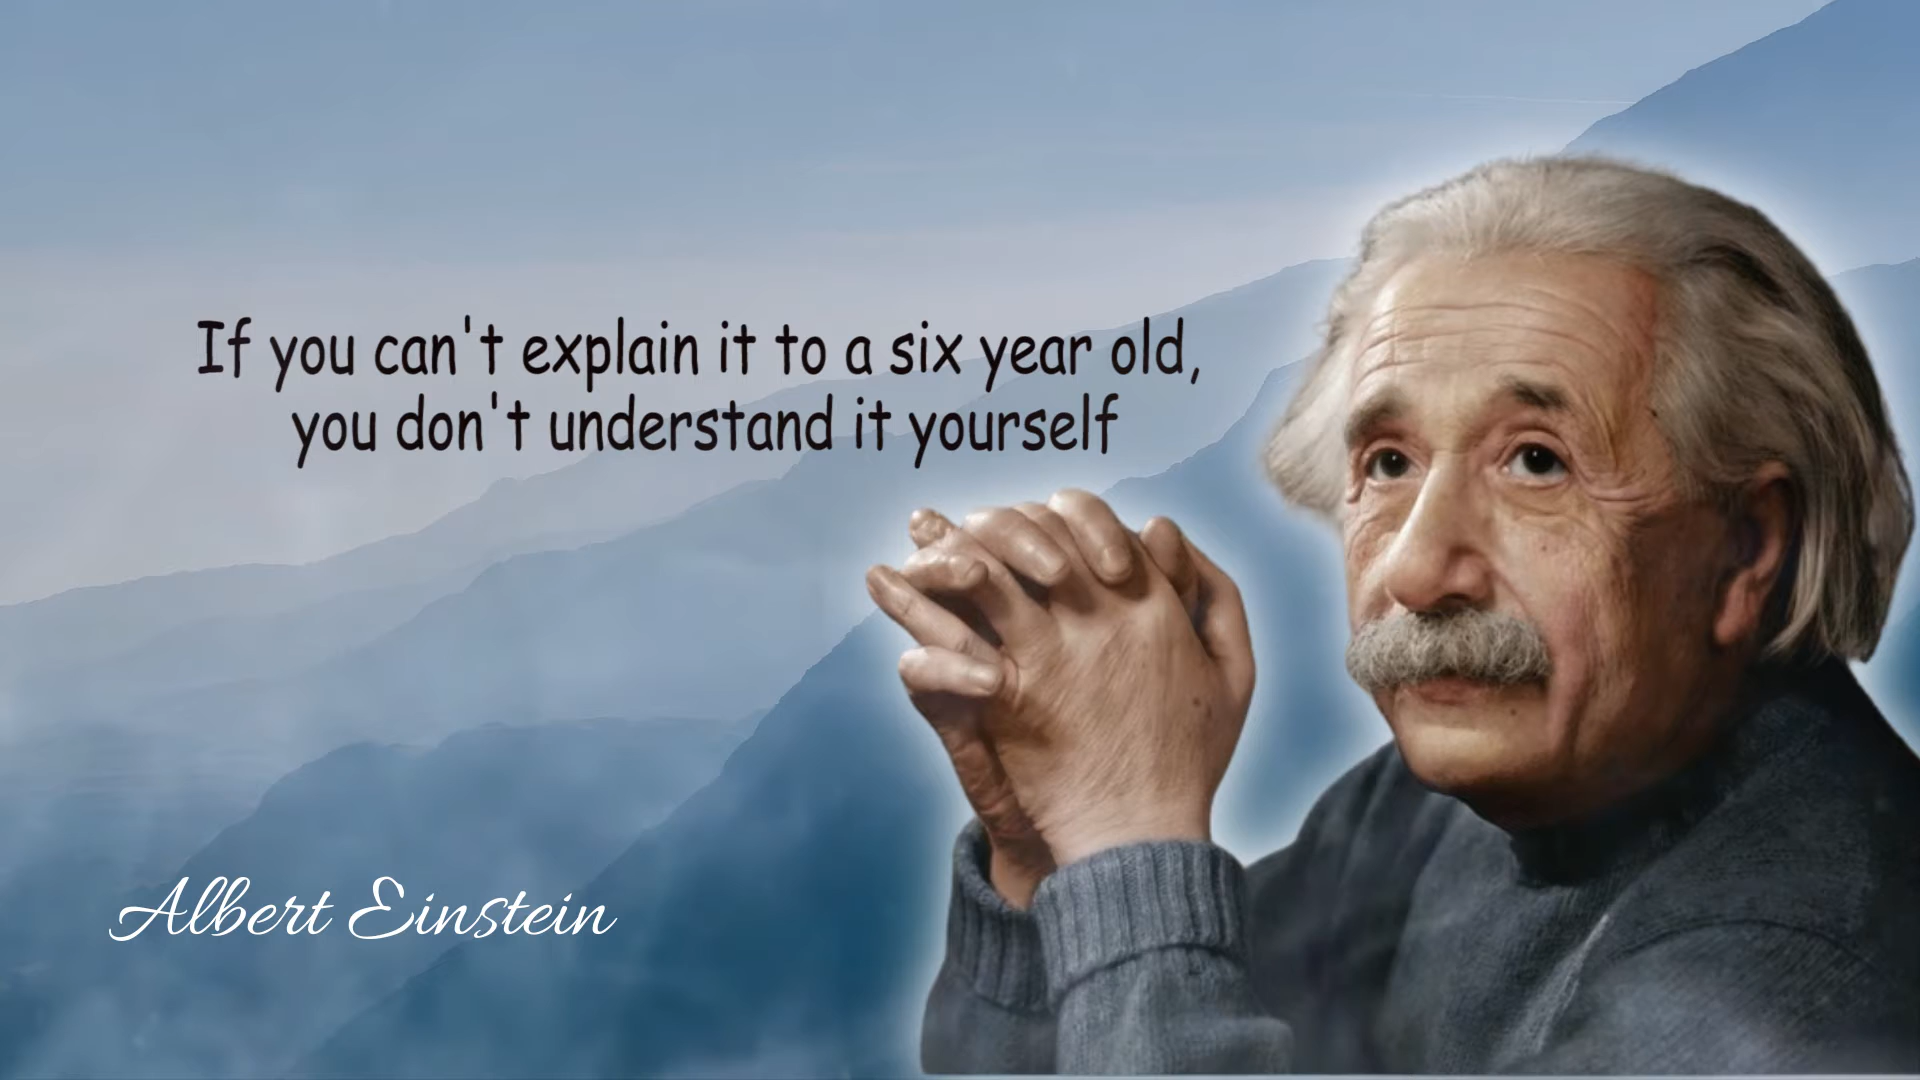 If you can't explain it to a six year old,
you don't understand it yourself
Albert Einstein